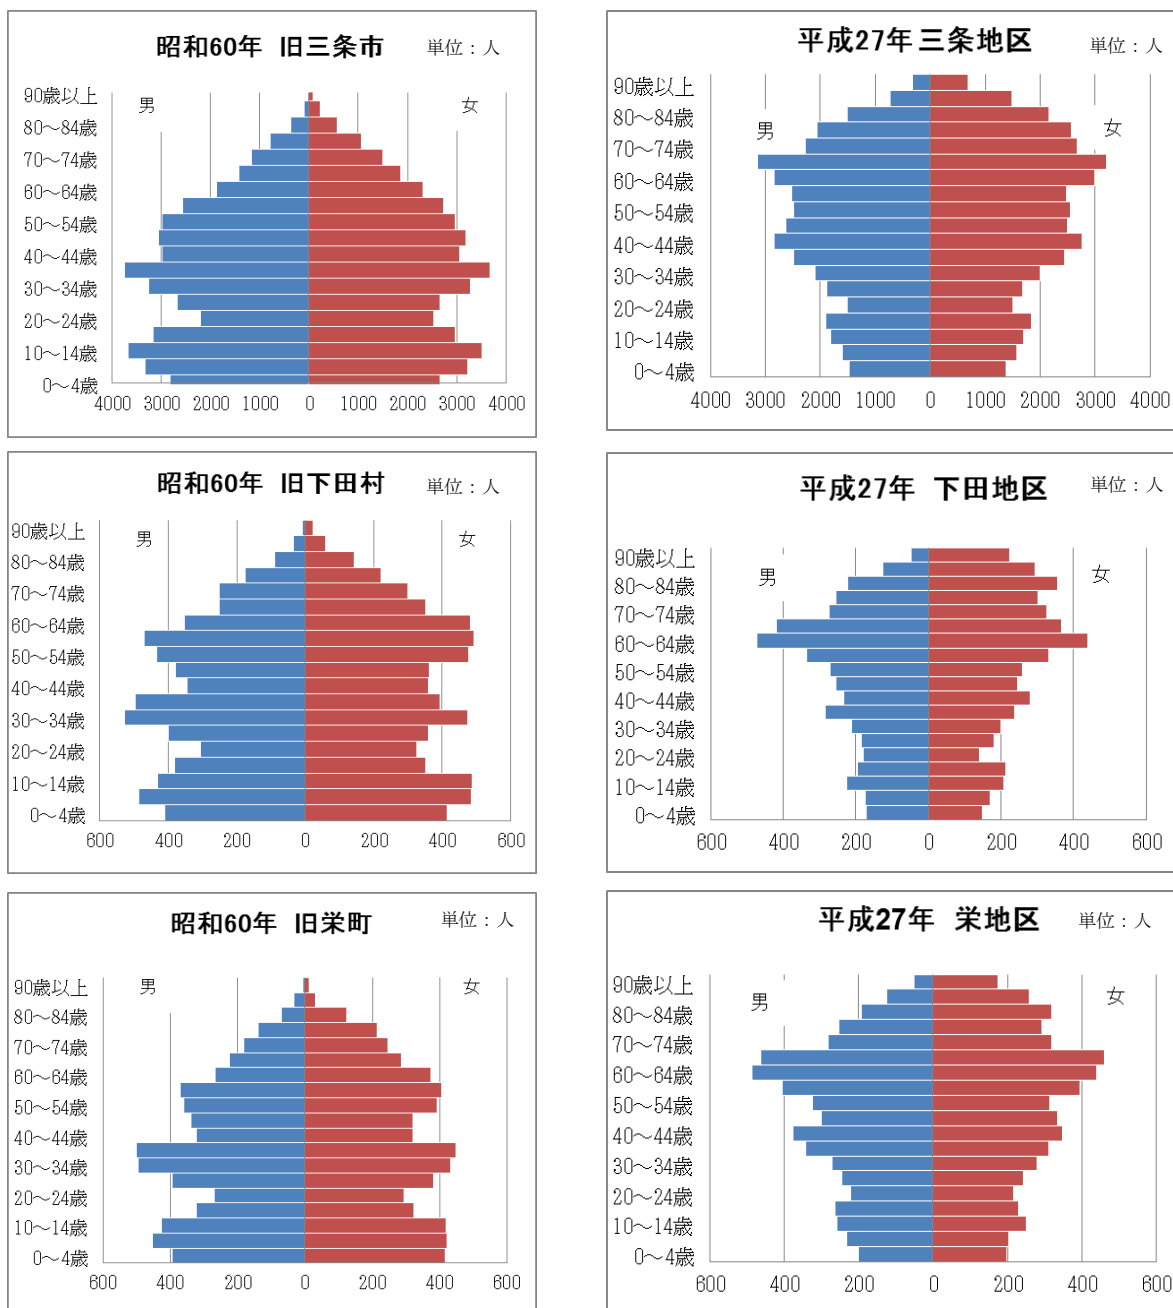 昭和60年 旧三条市 単位：人
男 女
90歳以上
80～84歳
70～74歳
60～64歳
50～54歳
40～44歳
30～34歳
20～24歳
10～14歳
0～4歳
4000 3000 2000 1000 0 1000 2000 3000 4000
平成27年 三条地区 単位：人
男 女
90歳以上
80～84歳
70～74歳
60～64歳
50～54歳
40～44歳
30～34歳
20～24歳
10～14歳
0～4歳
4000 3000 2000 1000 0 1000 2000 3000 4000
昭和60年 旧下田村 単位：人
男 女
90歳以上
80～84歳
70～74歳
60～64歳
50～54歳
40～44歳
30～34歳
20～24歳
10～14歳
0～4歳
600 400 200 0 200 400 600
平成27年 下田地区 単位：人
男 女
90歳以上
80～84歳
70～74歳
60～64歳
50～54歳
40～44歳
30～34歳
20～24歳
10～14歳
0～4歳
600 400 200 0 200 400 600
昭和60年 旧栄町 単位：人
男 女
90歳以上
80～84歳
70～74歳
60～64歳
50～54歳
40～44歳
30～34歳
20～24歳
10～14歳
0～4歳
600 400 200 0 200 400 600
平成27年 栄地区 単位：人
男 女
90歳以上
80～84歳
70～74歳
60～64歳
50～54歳
40～44歳
30～34歳
20～24歳
10～14歳
0～4歳
600 400 200 0 200 400 600